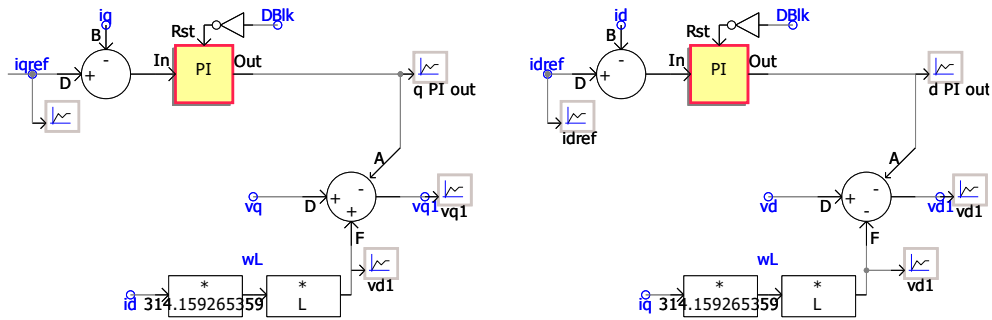 iq
DBlk
B
-
Rst
iqref
D
+
In
PI
Out
q PI out
A
vq
D
+
-
+
vq1
vq1
F
wL
vd1
id
*
314.159265359
*
L
id
DBlk
B
-
Rst
idref
D
+
In
PI
Out
d PI out
idref
A
vd
D
+
-
-
vd1
vd1
F
wL
vd1
iq
*
314.159265359
*
L